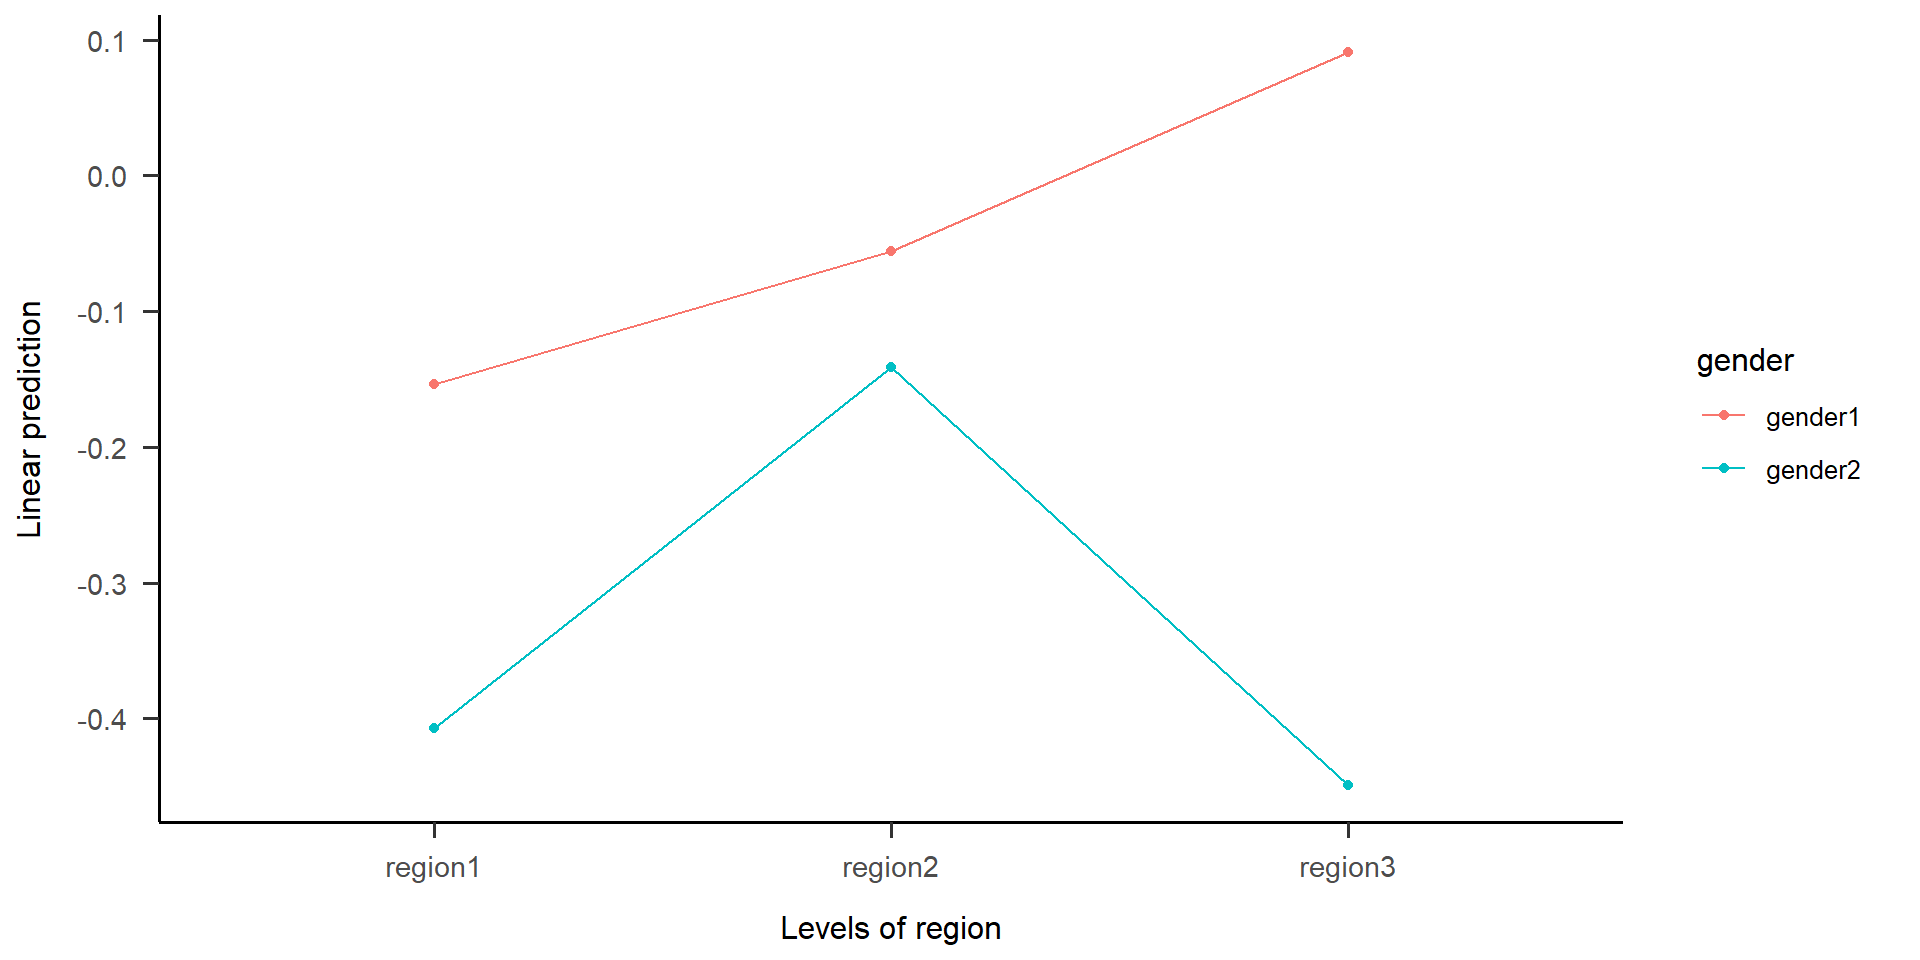 0.1
0.0
-0.1
-0.2
-0.3
-0.4
Linear prediction
region1
region2
region3
Levels of region
gender
gender1
gender2